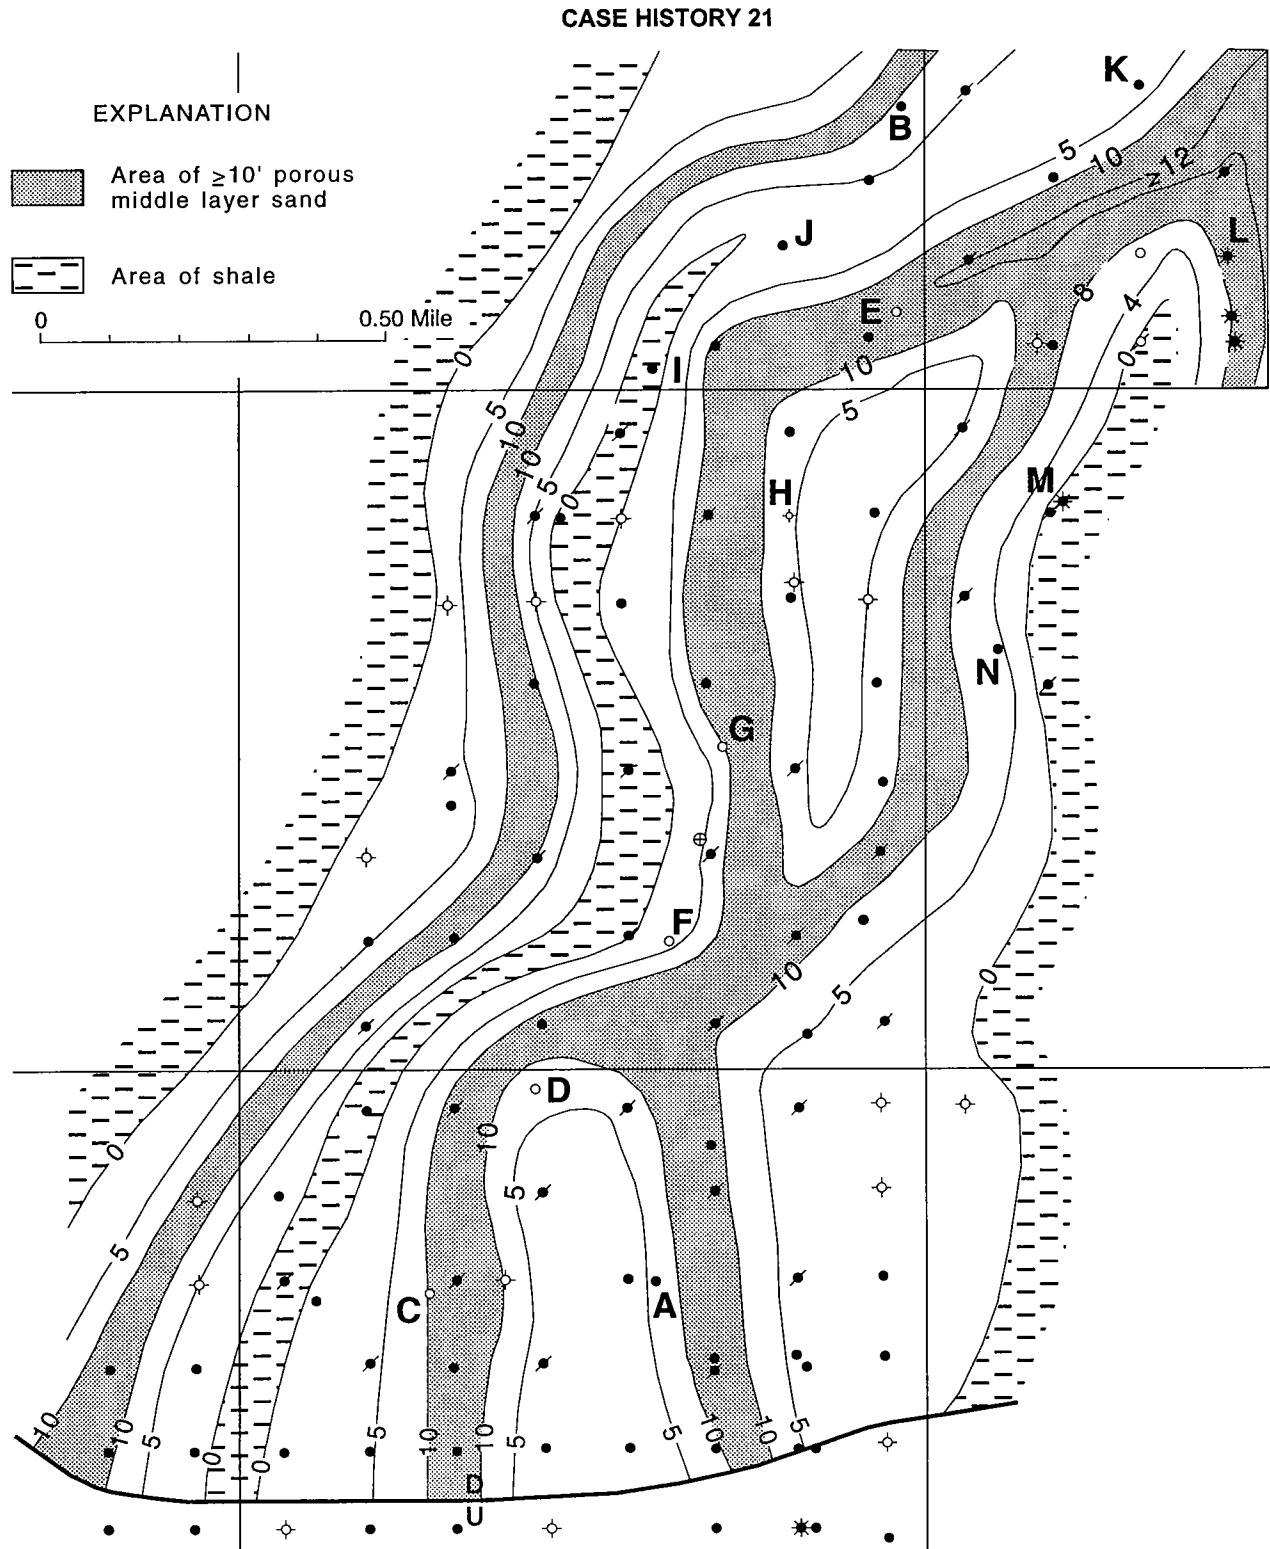 CASE HISTORY 21
EXPLANATION
Area of ≥10' porous
middle layer sand
Area of shale
0 0.50 Mile
K
B
5
10
≥12
J
L
8
4
E
0
0
I
10
5
5
10
10
5
0
H
M
N
G
F
10
5
0
D
0
10
5
5
C
A
10
10
5
0
0
5
10
10
5
5
10
10
5
D
U